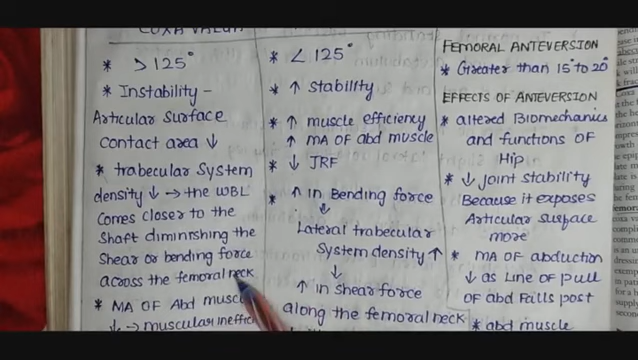 COXA VALGA
* > 125°
* Instability -
Articular Surface
Contact area ↓
* trabecular System
density ↓ → the WBL
Comes closer to the
Shaft diminishing the
Shear or bending force
across the femoral neck
* MA OF Abd muscle
↓ → muscular ineffici
* < 125°
* ↑ stability
* ↑ muscle efficiency
↑ MA OF abd muscle
* ↓ JRF
* ↑ in Bending force
↓
Lateral trabecular
System density ↑
↓
↑ in shear force
along the femoral neck
FEMORAL ANTEVERSION
* Greater than 15° to 20°
EFFECTS OF ANTEVERSION
* altered Biomechanics
and functions OF
Hip
* ↓ Joint stability
Because it exposes
Articular surface
more
* MA OF abduction
↓ as Line of Pull
OF abd Falls post
* abd muscle